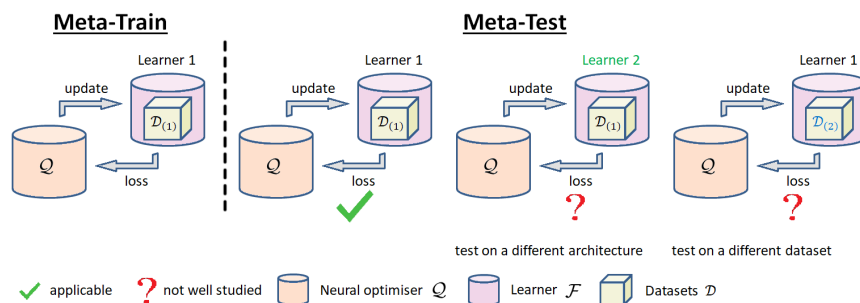 Meta-Train
Meta-Test
Learner 1
update
𝒟(1)
𝒬
loss
Learner 1
update
𝒟(1)
𝒬
loss
Learner 2
update
𝒟(1)
𝒬
loss
?
test on a different architecture
Learner 1
update
𝒟(2)
𝒬
loss
?
test on a different dataset
applicable
? not well studied
Neural optimiser 𝒬
Learner ℱ
Datasets 𝒟